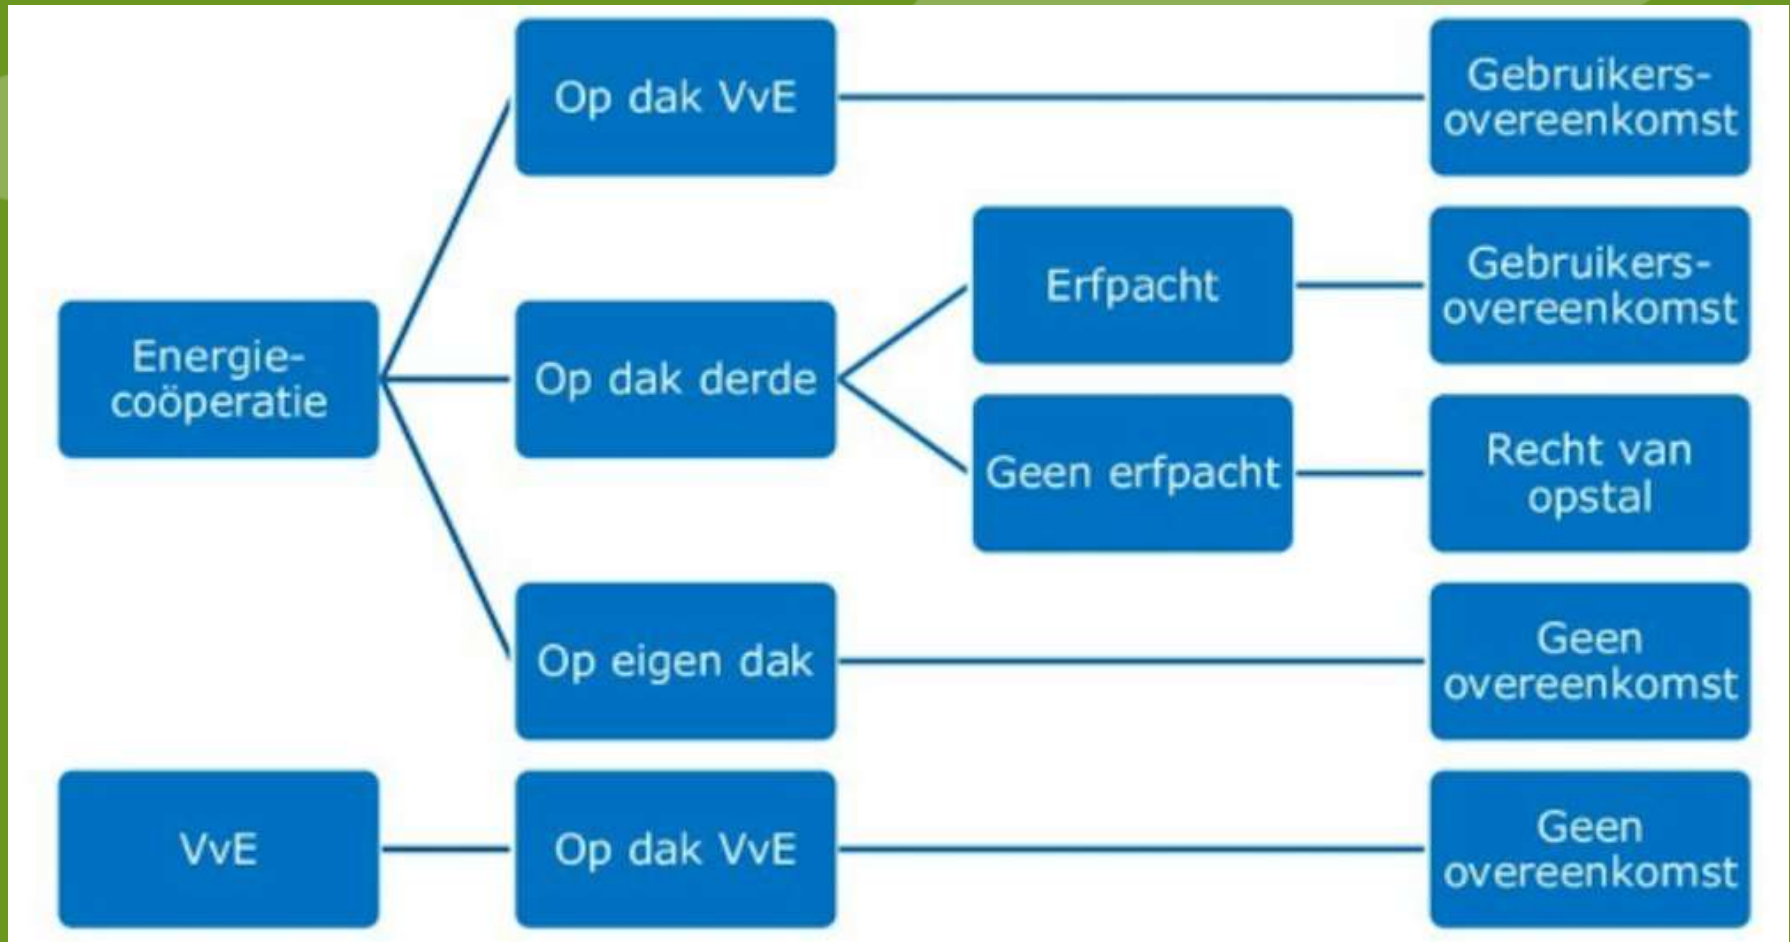 Op dak VvE
Gebruikers-
overeenkomst
Energie-
coöperatie
Op dak derde
Erfpacht
Gebruikers-
overeenkomst
Geen erfpacht
Recht van
opstal
Op eigen dak
Geen
overeenkomst
VvE
Op dak VvE
Geen
overeenkomst